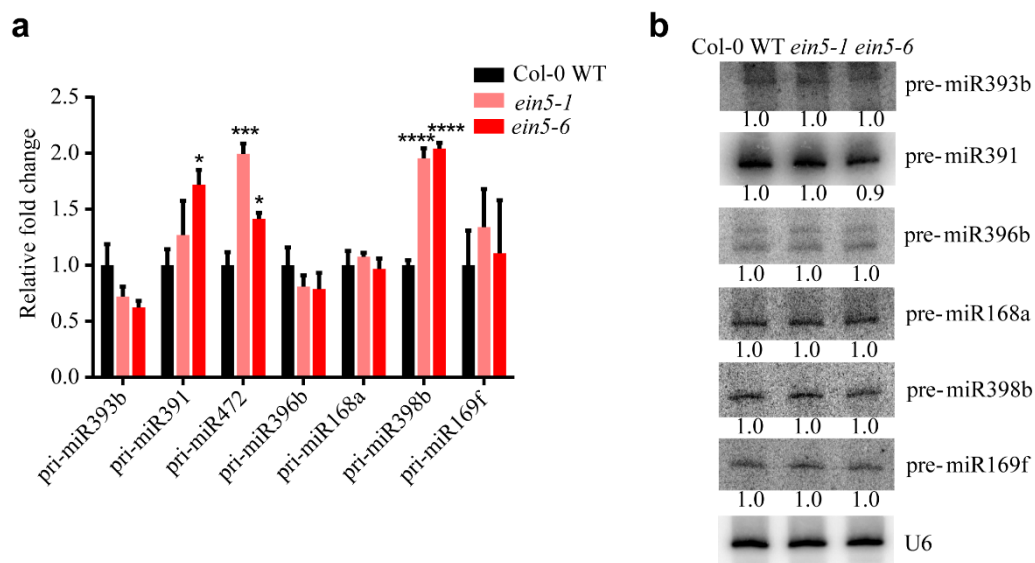 a
Col-0 WT
ein5-1
ein5-6
Relative fold change
2.5
2.0
1.5
1.0
0.5
0.0
*
***
*
****
****
pri-miR393b
pri-miR391
pri-miR472
pri-miR396b
pri-miR168a
pri-miR398b
pri-miR169f
b
Col-0 WT ein5-1 ein5-6
pre-miR393b
1.0 1.0 1.0
pre-miR391
1.0 1.0 0.9
pre-miR396b
1.0 1.0 1.0
pre-miR168a
1.0 1.0 1.0
pre-miR398b
1.0 1.0 1.0
pre-miR169f
1.0 1.0 1.0
U6